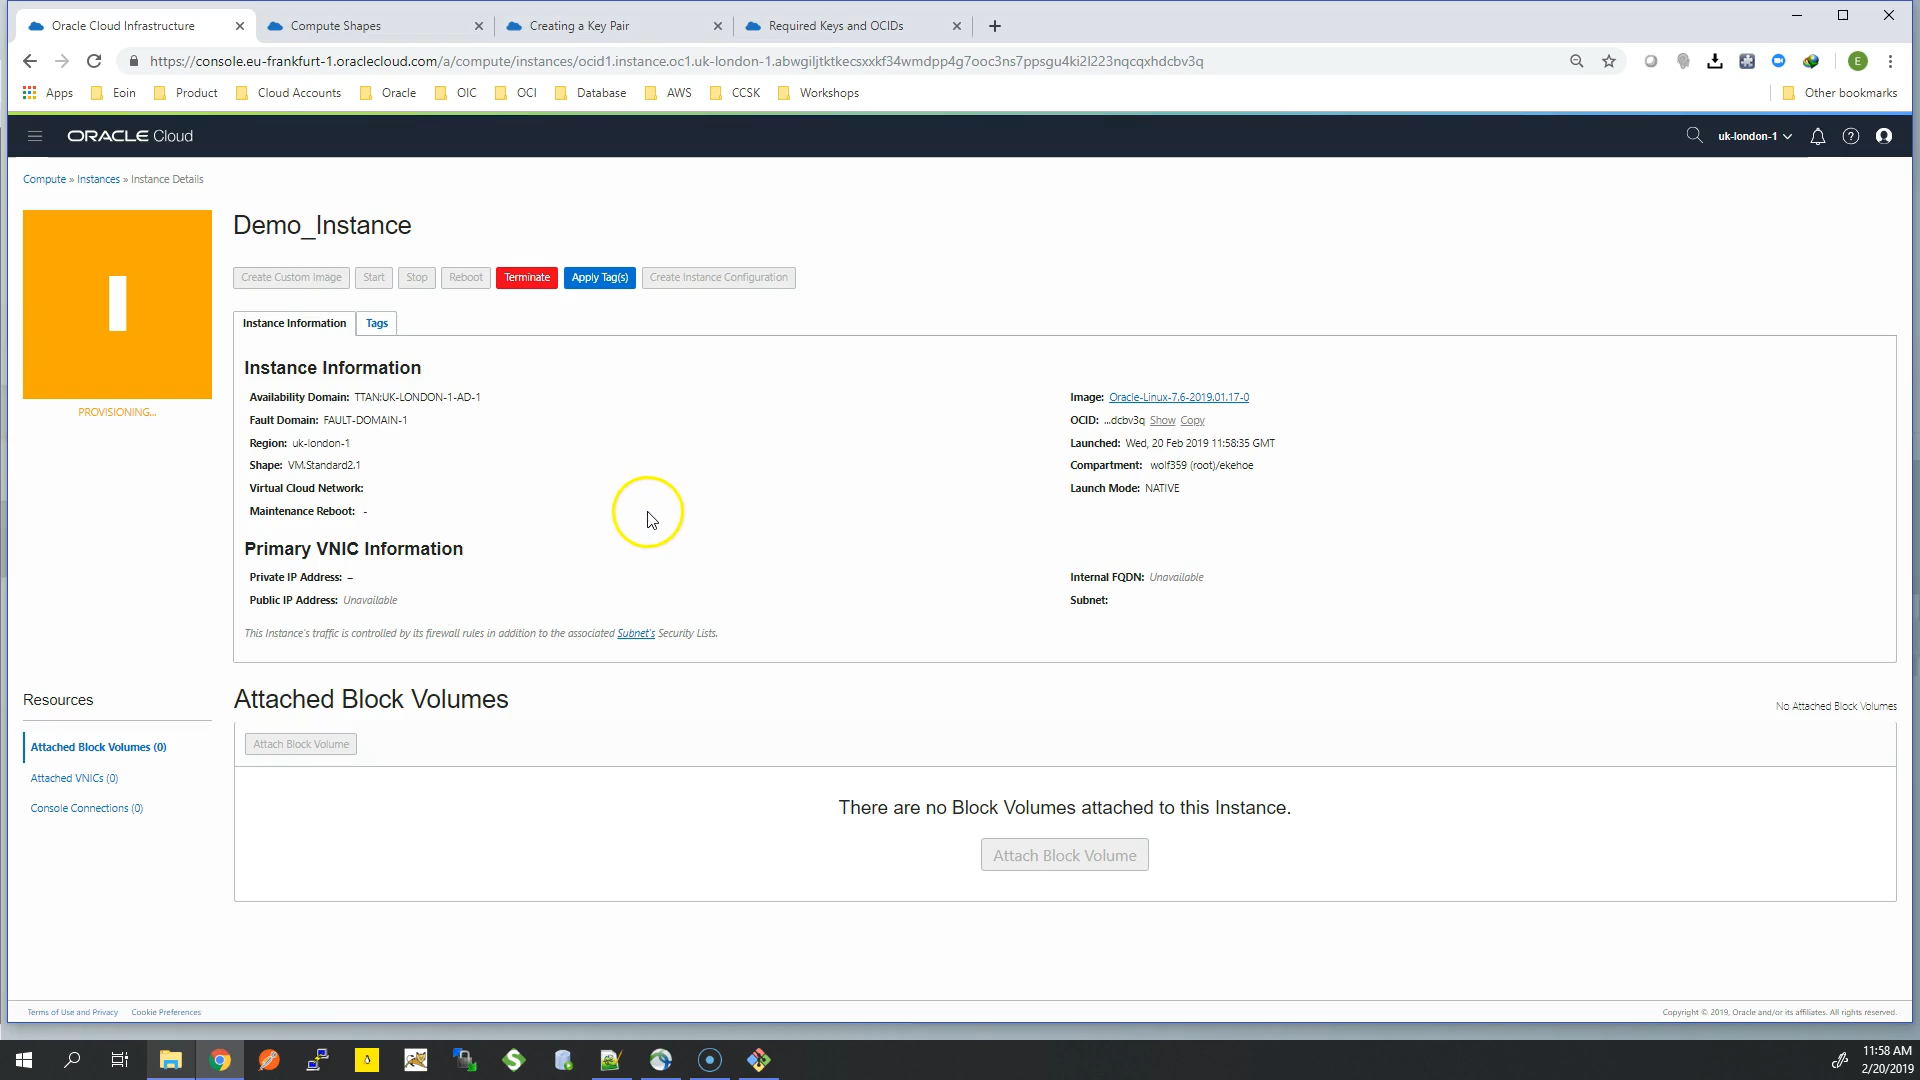 Oracle Cloud Infrastructure
Compute Shapes
Creating a Key Pair
Required Keys and OCIDs
https://console.eu-frankfurt-1.oraclecloud.com/a/compute/instances/ocid1.instance.oc1.uk-london-1.abwgiljtktkecsxxkf34wmdpp4g7ooc3ns7ppsgu4ki2l223nqcqxhdcbv3q
E
Apps Eoin Product Cloud Accounts Oracle OIC OCI Database AWS CCSK Workshops Other bookmarks
ORACLE Cloud
uk-london-1
Compute » Instances » Instance Details
I
PROVISIONING...
Demo_Instance
Create Custom Image Start Stop Reboot Terminate Apply Tag(s) Create Instance Configuration
Instance Information Tags
Instance Information
Availability Domain: TTAN:UK-LONDON-1-AD-1
Fault Domain: FAULT-DOMAIN-1
Region: uk-london-1
Shape: VM.Standard2.1
Virtual Cloud Network:
Maintenance Reboot: -
Image: Oracle-Linux-7.6-2019.01.17-0
OCID: ...dcbv3q Show Copy
Launched: Wed, 20 Feb 2019 11:58:35 GMT
Compartment: wolf359 (root)/ekehoe
Launch Mode: NATIVE
Primary VNIC Information
Private IP Address: –
Public IP Address: Unavailable
Internal FQDN: Unavailable
Subnet:
This Instance's traffic is controlled by its firewall rules in addition to the associated Subnet's Security Lists.
Resources
Attached Block Volumes (0)
Attached VNICs (0)
Console Connections (0)
Attached Block Volumes
No Attached Block Volumes
Attach Block Volume
There are no Block Volumes attached to this Instance.
Attach Block Volume
Terms of Use and Privacy Cookie Preferences
Copyright © 2019, Oracle and/or its affiliates. All rights reserved.
11:58 AM
2/20/2019